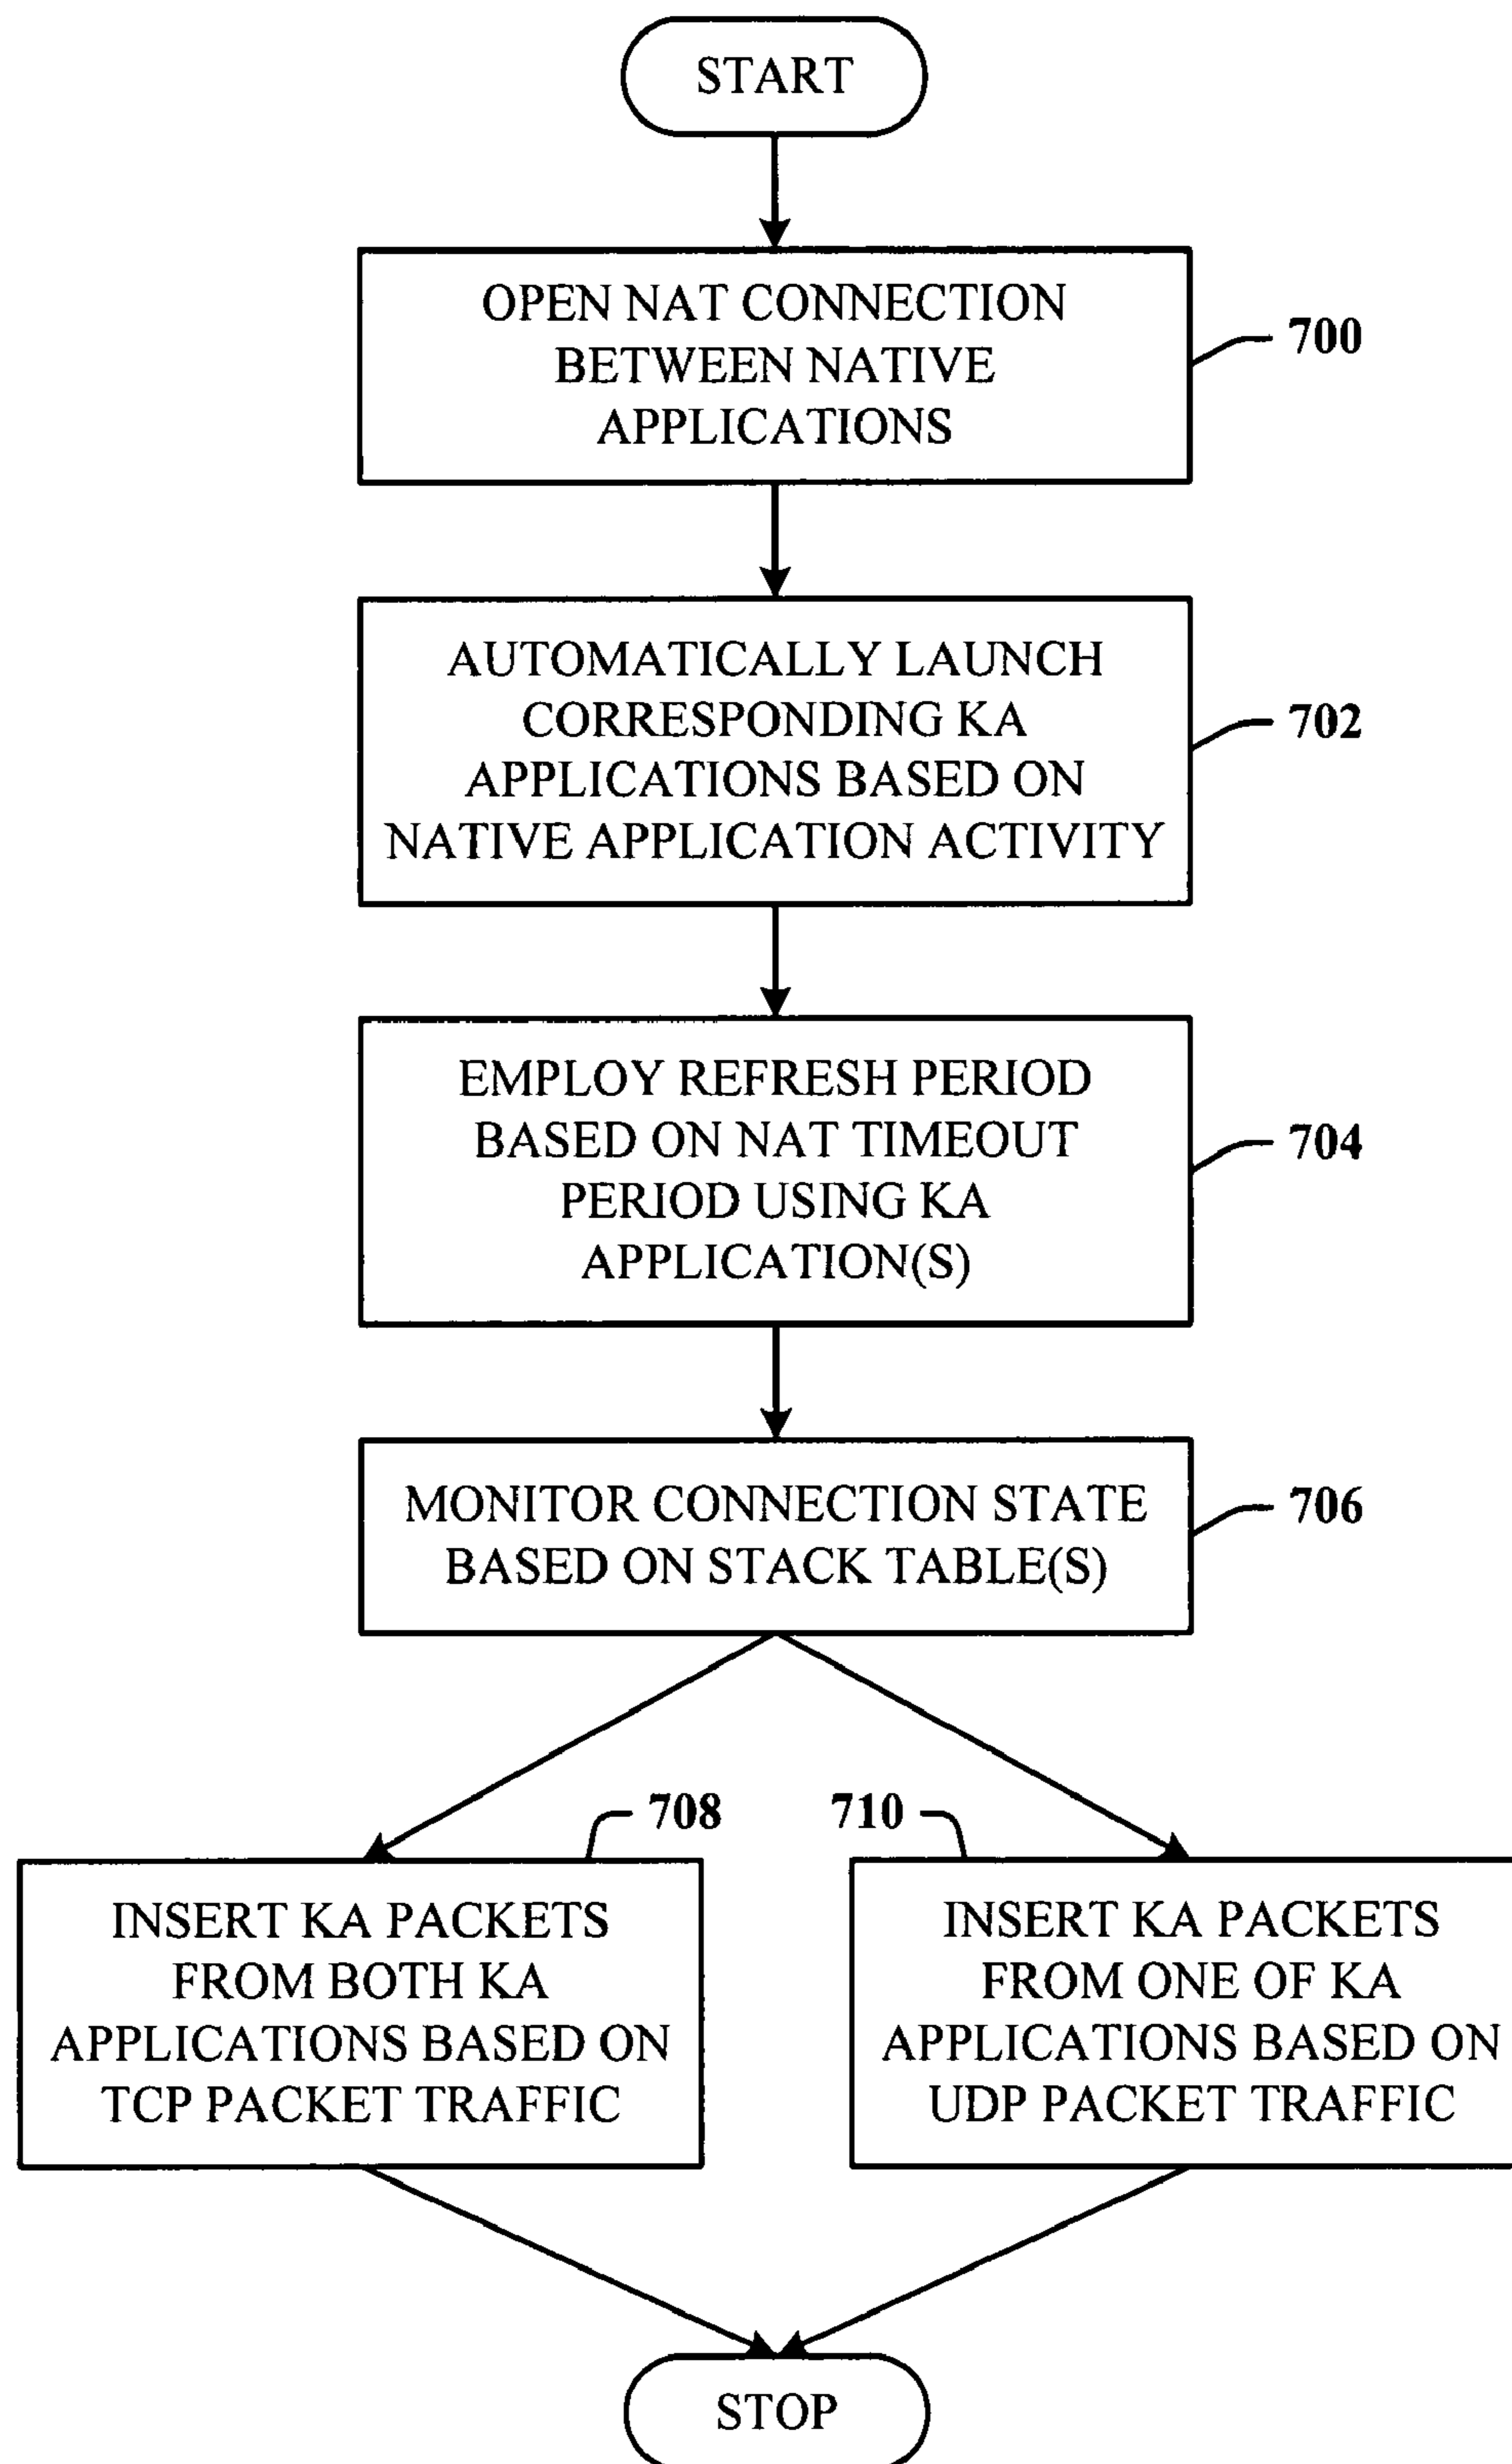 START
OPEN NAT CONNECTION
BETWEEN NATIVE
APPLICATIONS
700
AUTOMATICALLY LAUNCH
CORRESPONDING KA
APPLICATIONS BASED ON
NATIVE APPLICATION ACTIVITY
702
EMPLOY REFRESH PERIOD
BASED ON NAT TIMEOUT
PERIOD USING KA
APPLICATION(S)
704
MONITOR CONNECTION STATE
BASED ON STACK TABLE(S)
706
708
INSERT KA PACKETS
FROM BOTH KA
APPLICATIONS BASED ON
TCP PACKET TRAFFIC
710
INSERT KA PACKETS
FROM ONE OF KA
APPLICATIONS BASED ON
UDP PACKET TRAFFIC
STOP